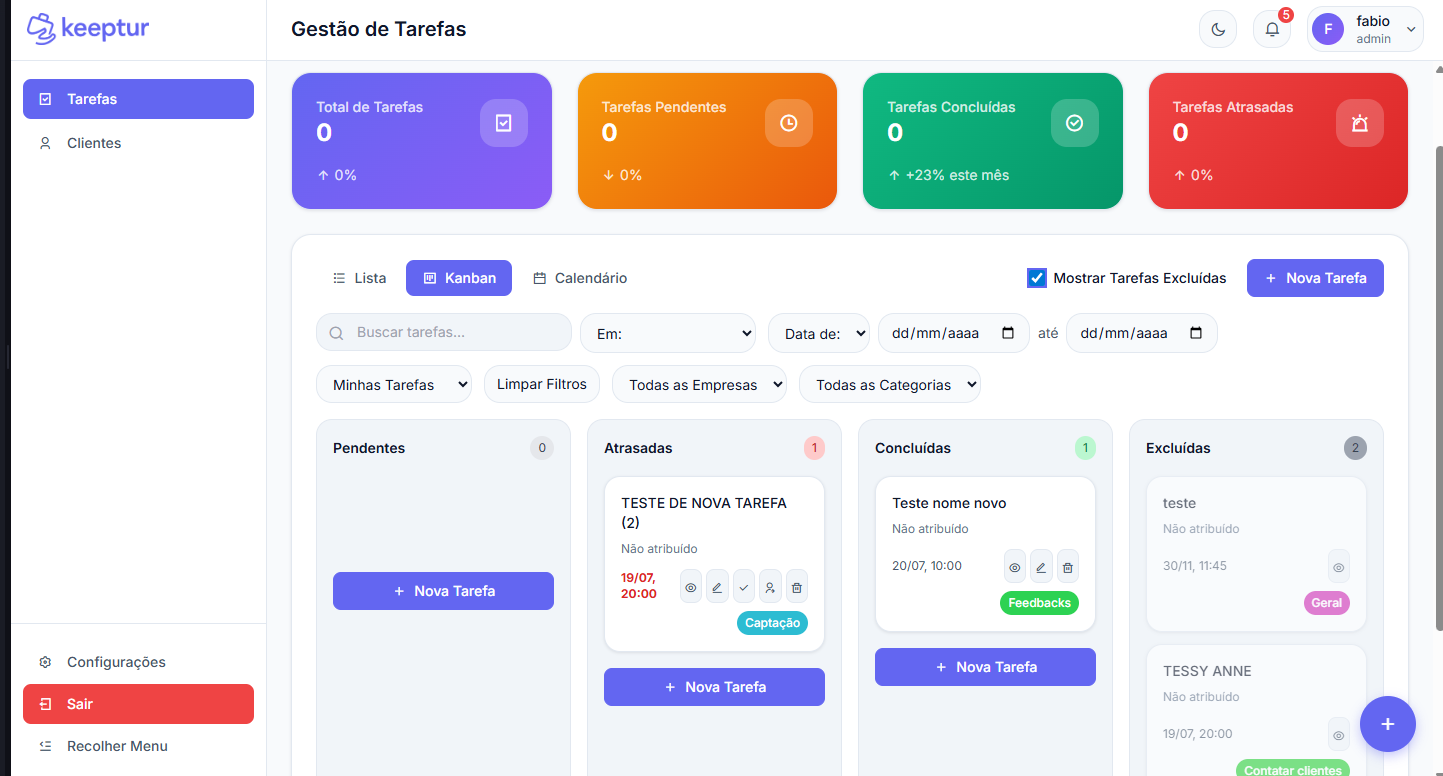 keeptur
Gestão de Tarefas
5
F
fabio
admin
Tarefas
Clientes
Total de Tarefas
0
↑ 0%
Tarefas Pendentes
0
↓ 0%
Tarefas Concluídas
0
↑ +23% este mês
Tarefas Atrasadas
0
↑ 0%
Lista
Kanban
Calendário
Mostrar Tarefas Excluídas
+ Nova Tarefa
Buscar tarefas...
Em:
Data de:
dd/mm/aaaa
até
dd/mm/aaaa
Minhas Tarefas
Limpar Filtros
Todas as Empresas
Todas as Categorias
Pendentes
0
+ Nova Tarefa
Atrasadas
1
TESTE DE NOVA TAREFA
(2)
Não atribuído
19/07,
20:00
Captação
+ Nova Tarefa
Concluídas
1
Teste nome novo
Não atribuído
20/07, 10:00
Feedbacks
+ Nova Tarefa
Excluídas
2
teste
Não atribuído
30/11, 11:45
Geral
TESSY ANNE
Não atribuído
19/07, 20:00
Contatar clientes
+
Configurações
Sair
Recolher Menu